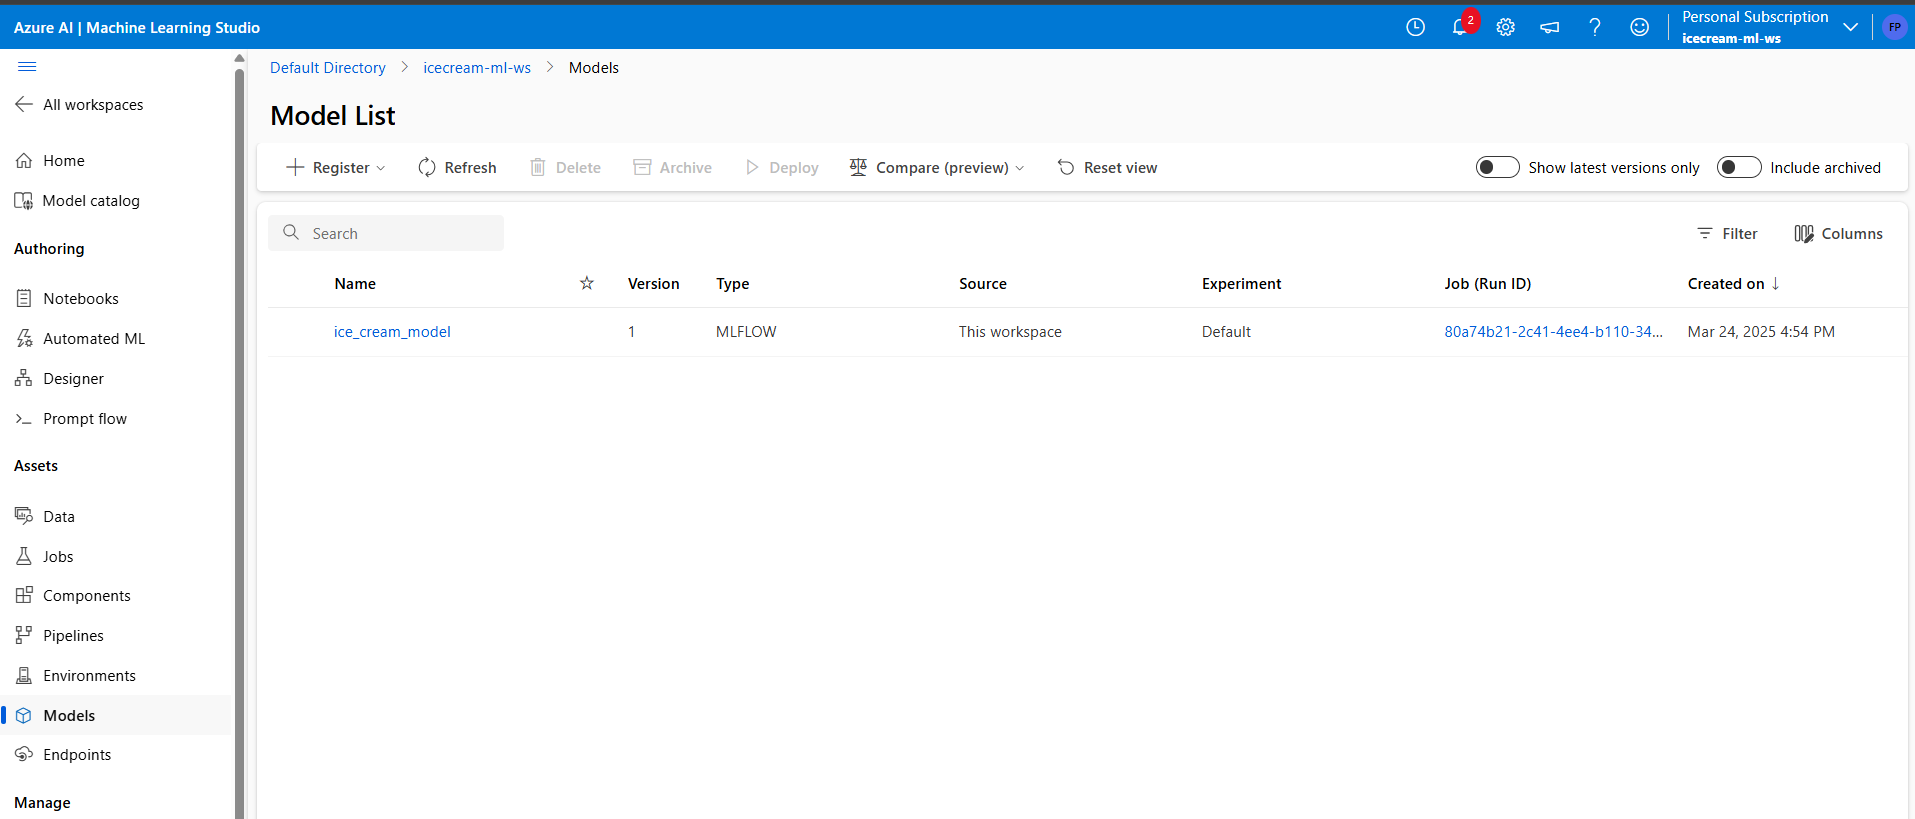 Azure AI | Machine Learning Studio
2
Personal Subscription
icecream-ml-ws
FP
All workspaces
Home
Model catalog
Authoring
Notebooks
Automated ML
Designer
Prompt flow
Assets
Data
Jobs
Components
Pipelines
Environments
Models
Endpoints
Manage
Default Directory > icecream-ml-ws > Models
Model List
Register Refresh Delete Archive Deploy Compare (preview) Reset view Show latest versions only Include archived
Search Filter Columns
Name Version Type Source Experiment Job (Run ID) Created on ↓
ice_cream_model 1 MLFLOW This workspace Default 80a74b21-2c41-4ee4-b110-34... Mar 24, 2025 4:54 PM